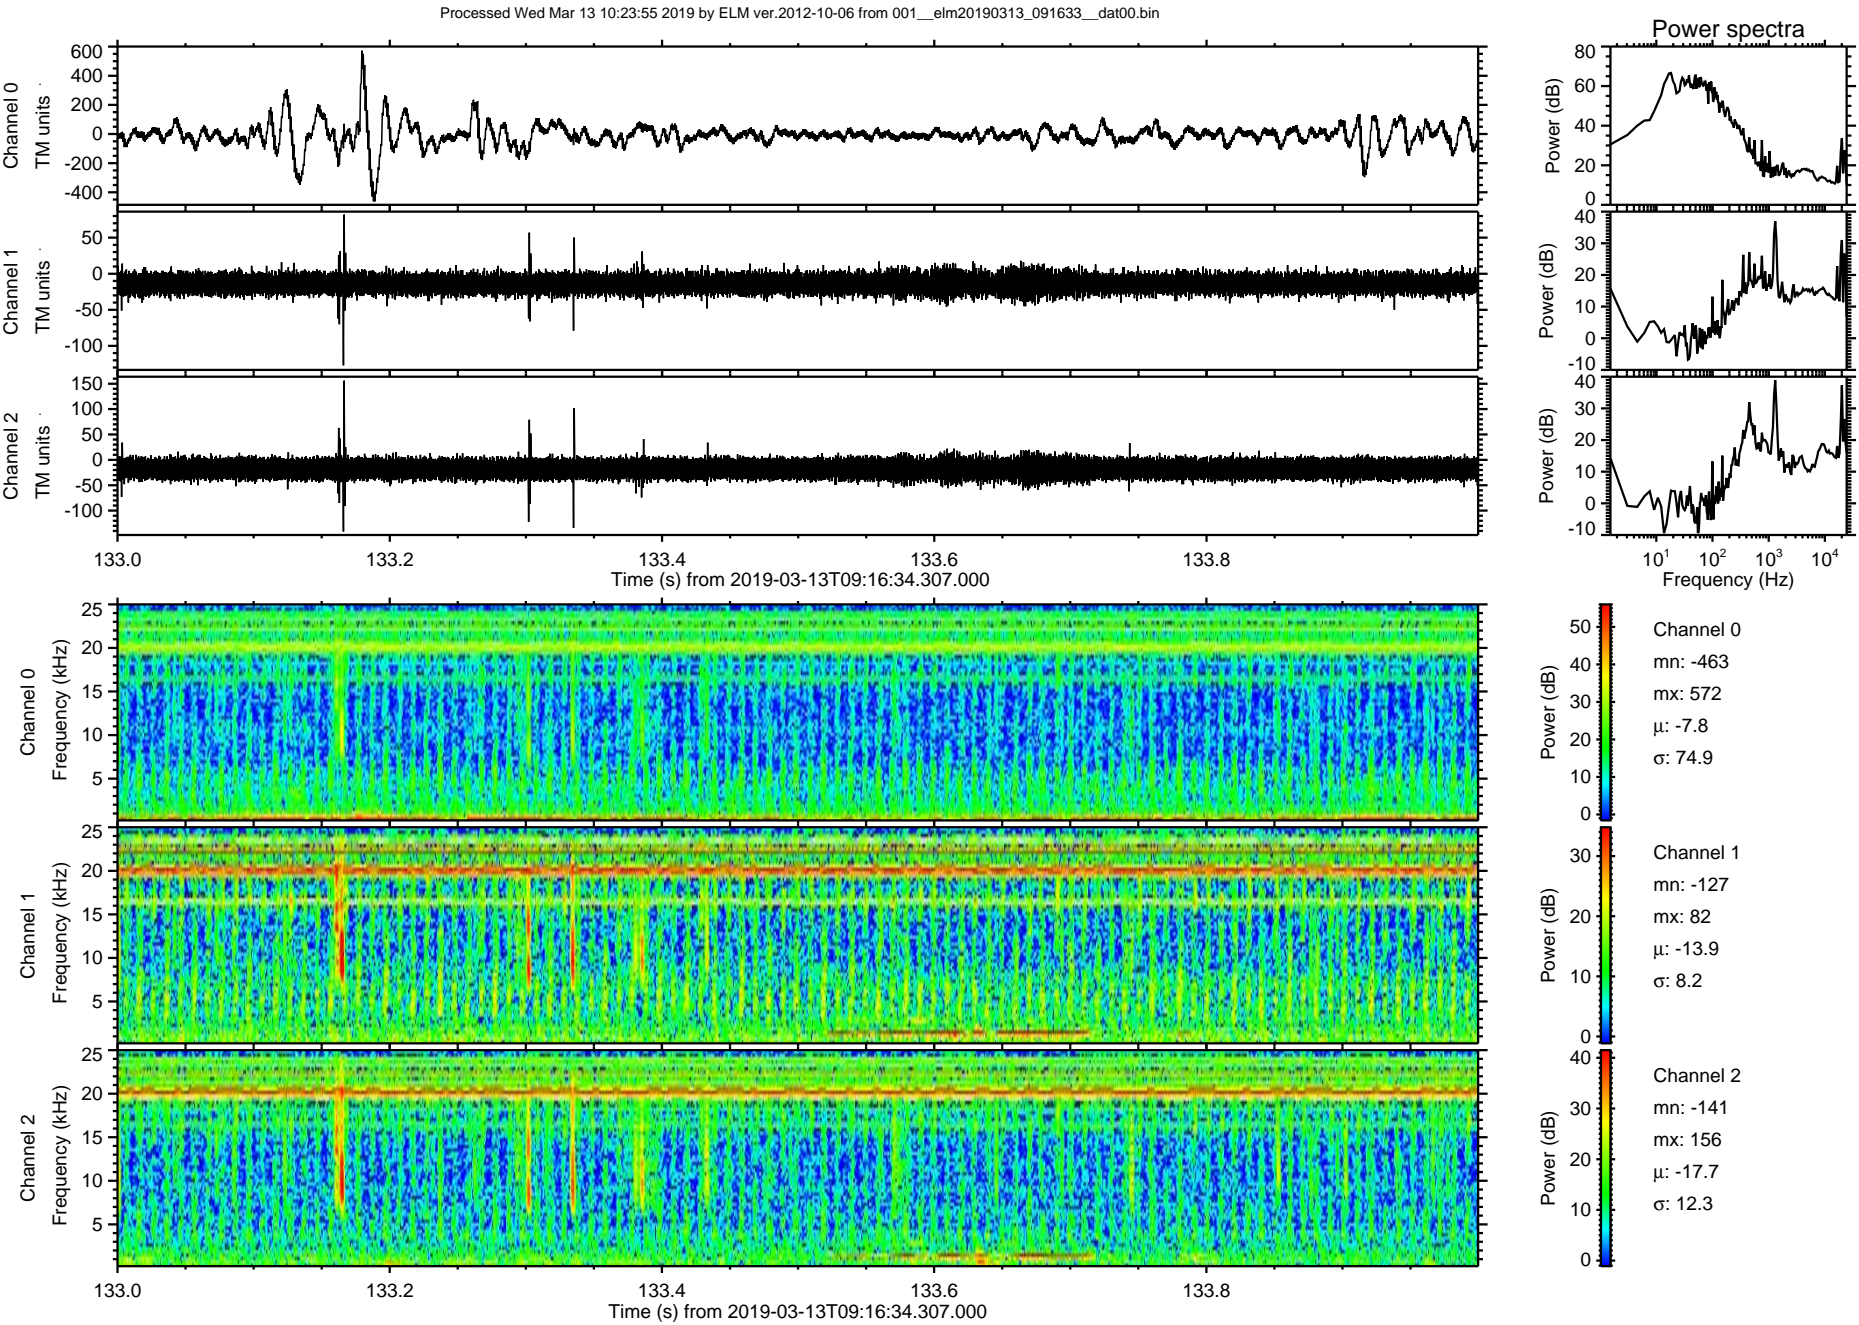 Processed Wed Mar 13 10:23:55 2019 by ELM ver.2012-10-06 from 001__elm20190313_091633__dat00.bin
Power spectra
Channel 0
TM units
600
400
200
0
-200
-400
Power (dB)
80
60
40
20
0
Channel 1
TM units
50
0
-50
-100
Power (dB)
40
30
20
10
0
-10
Channel 2
TM units
150
100
50
0
-50
-100
Power (dB)
40
30
20
10
0
-10
133.0 133.2 133.4 133.6 133.8
Time (s) from 2019-03-13T09:16:34.307.000
10¹ 10² 10³ 10⁴
Frequency (Hz)
Channel 0
Frequency (kHz)
25
20
15
10
5
Power (dB)
50
40
30
20
10
0
Channel 0
mn: -463
mx: 572
μ: -7.8
σ: 74.9
Channel 1
Frequency (kHz)
25
20
15
10
5
Power (dB)
30
20
10
0
Channel 1
mn: -127
mx: 82
μ: -13.9
σ: 8.2
Channel 2
Frequency (kHz)
25
20
15
10
5
Power (dB)
40
30
20
10
0
Channel 2
mn: -141
mx: 156
μ: -17.7
σ: 12.3
133.0 133.2 133.4 133.6 133.8
Time (s) from 2019-03-13T09:16:34.307.000